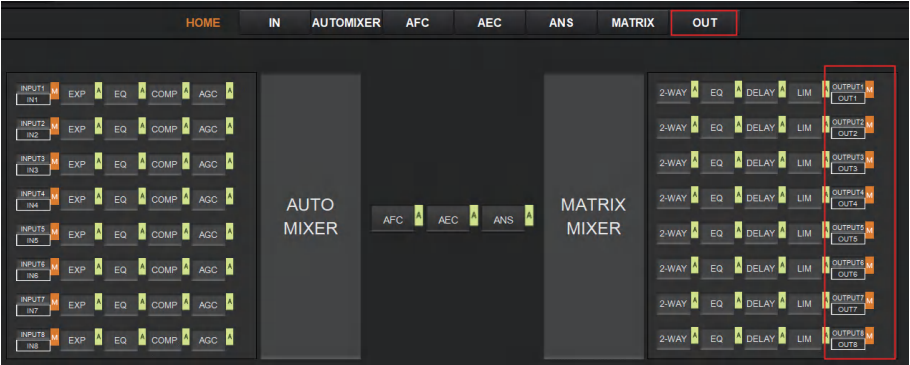 HOME IN AUTOMIXER AFC AEC ANS MATRIX OUT
INPUT1 M EXP A EQ A COMP A AGC A 2-WAY A EQ A DELAY A LIM A OUTPUT1 M
IN1 OUT1
INPUT2 M EXP A EQ A COMP A AGC A 2-WAY A EQ A DELAY A LIM A OUTPUT2 M
IN2 OUT2
INPUT3 M EXP A EQ A COMP A AGC A 2-WAY A EQ A DELAY A LIM A OUTPUT3 M
IN3 OUT3
INPUT4 M EXP A EQ A COMP A AGC A 2-WAY A EQ A DELAY A LIM A OUTPUT4 M
IN4 OUT4
AUTO MIXER
AFC A AEC A ANS A
MATRIX MIXER
INPUT5 M EXP A EQ A COMP A AGC A 2-WAY A EQ A DELAY A LIM A OUTPUT5 M
IN5 OUT5
INPUT6 M EXP A EQ A COMP A AGC A 2-WAY A EQ A DELAY A LIM A OUTPUT6 M
IN6 OUT6
INPUT7 M EXP A EQ A COMP A AGC A 2-WAY A EQ A DELAY A LIM A OUTPUT7 M
IN7 OUT7
INPUT8 M EXP A EQ A COMP A AGC A 2-WAY A EQ A DELAY A LIM A OUTPUT8 M
IN8 OUT8